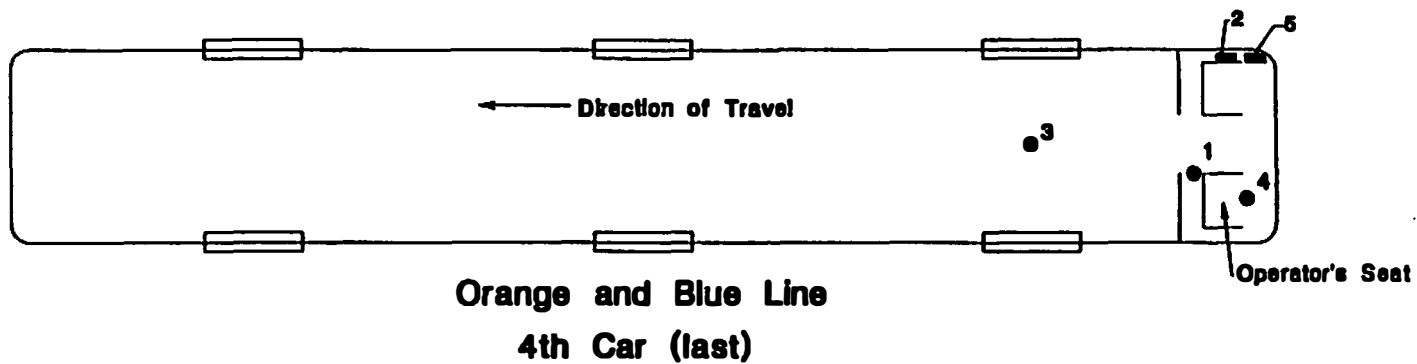 2
5
Direction of Travel
3
1
4
Operator's Seat
Orange and Blue Line
4th Car (last)